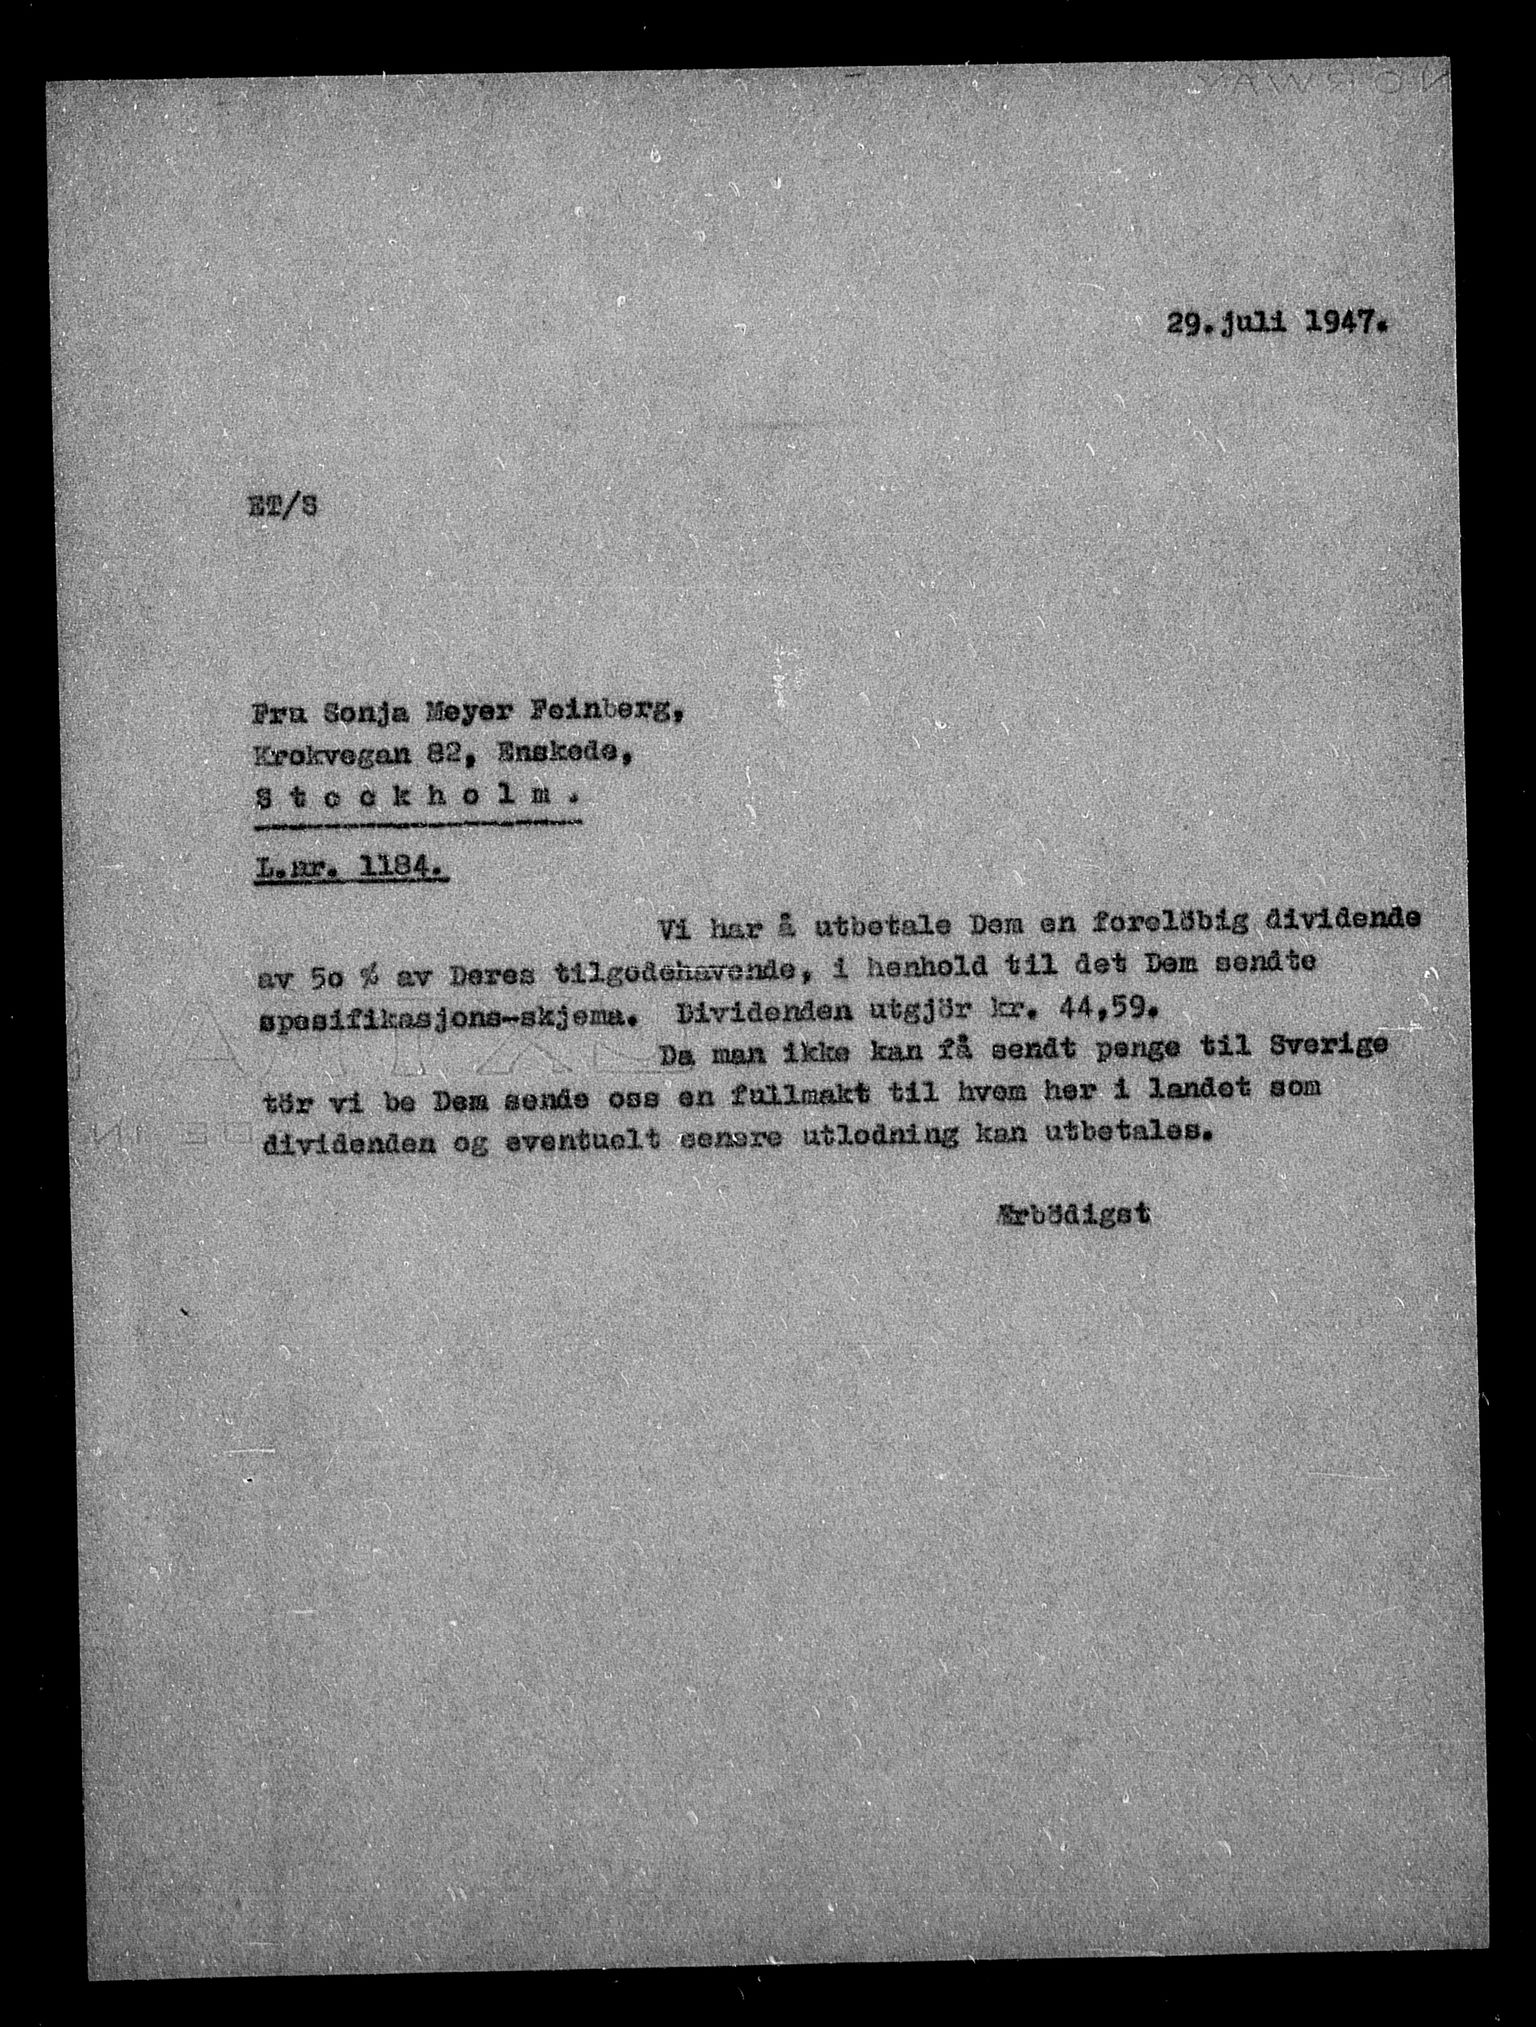 29.juli 1947.
ET/S
Fru Sonja Meyer Feinberg,
Krokvegan 82, Enskede,
S t o c k h o l m .
L.nr. 1184.
Vi har å utbetale Dem en forelöbig dividende
av 50 % av Deres tilgodehavende, i henhold til det Dem sendte
spesifikasjons-skjema. Dividenden utgjör kr. 44,59.
Da man ikke kan få sendt penge til Sverige
tör vi be Dem sende oss en fullmakt til hvem her i landet som
dividenden og eventuelt senere utlodning kan utbetales.
Ærbödigst